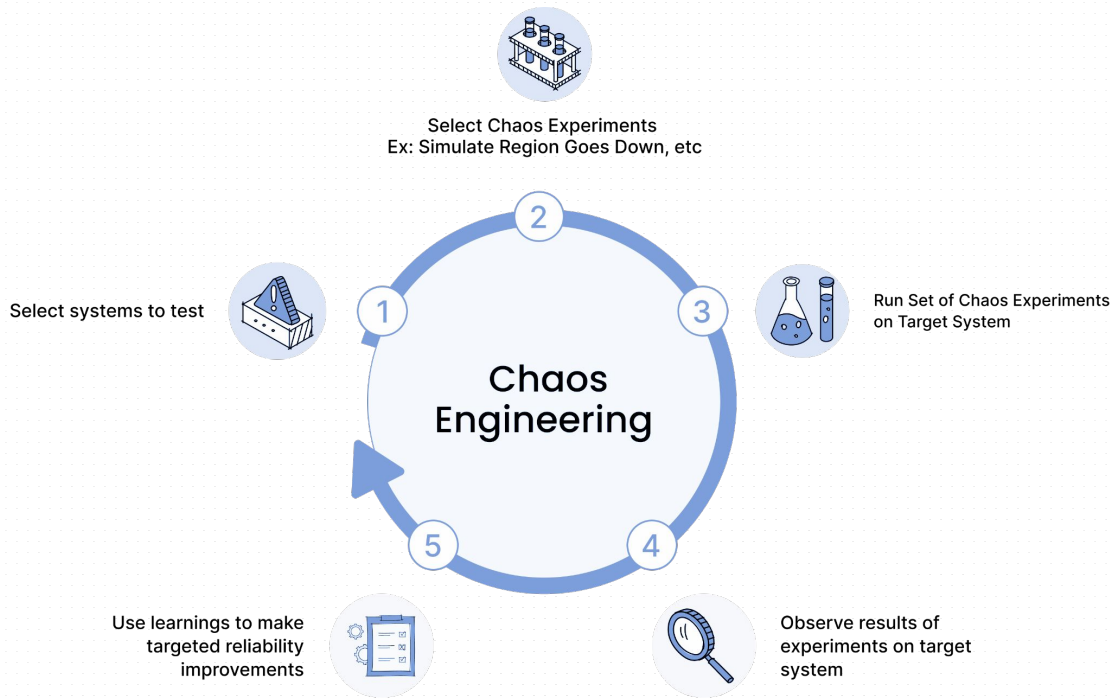 Select Chaos Experiments
Ex: Simulate Region Goes Down, etc
2
Select systems to test
1
3
Run Set of Chaos Experiments
on Target System
Chaos
Engineering
5
4
Use learnings to make
targeted reliability
improvements
Observe results of
experiments on target
system